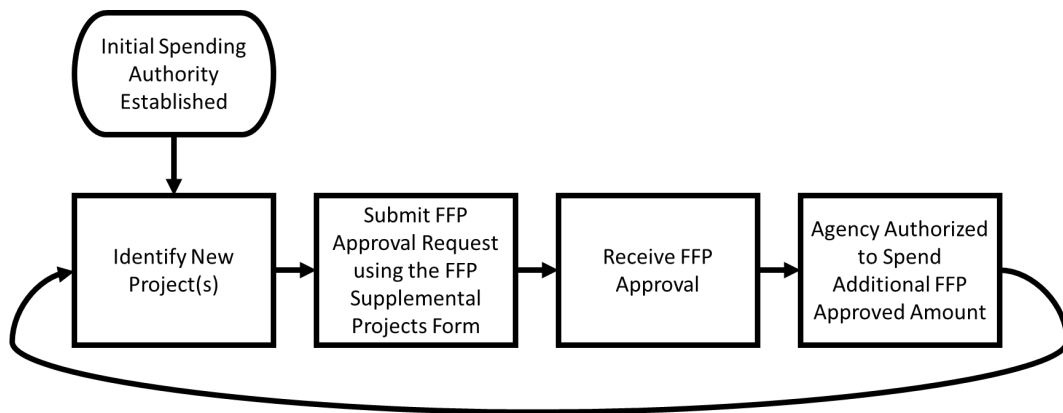 Initial Spending
Authority
Established
Identify New
Project(s)
Submit FFP
Approval Request
using the FFP
Supplemental
Projects Form
Receive FFP
Approval
Agency Authorized
to Spend
Additional FFP
Approved Amount